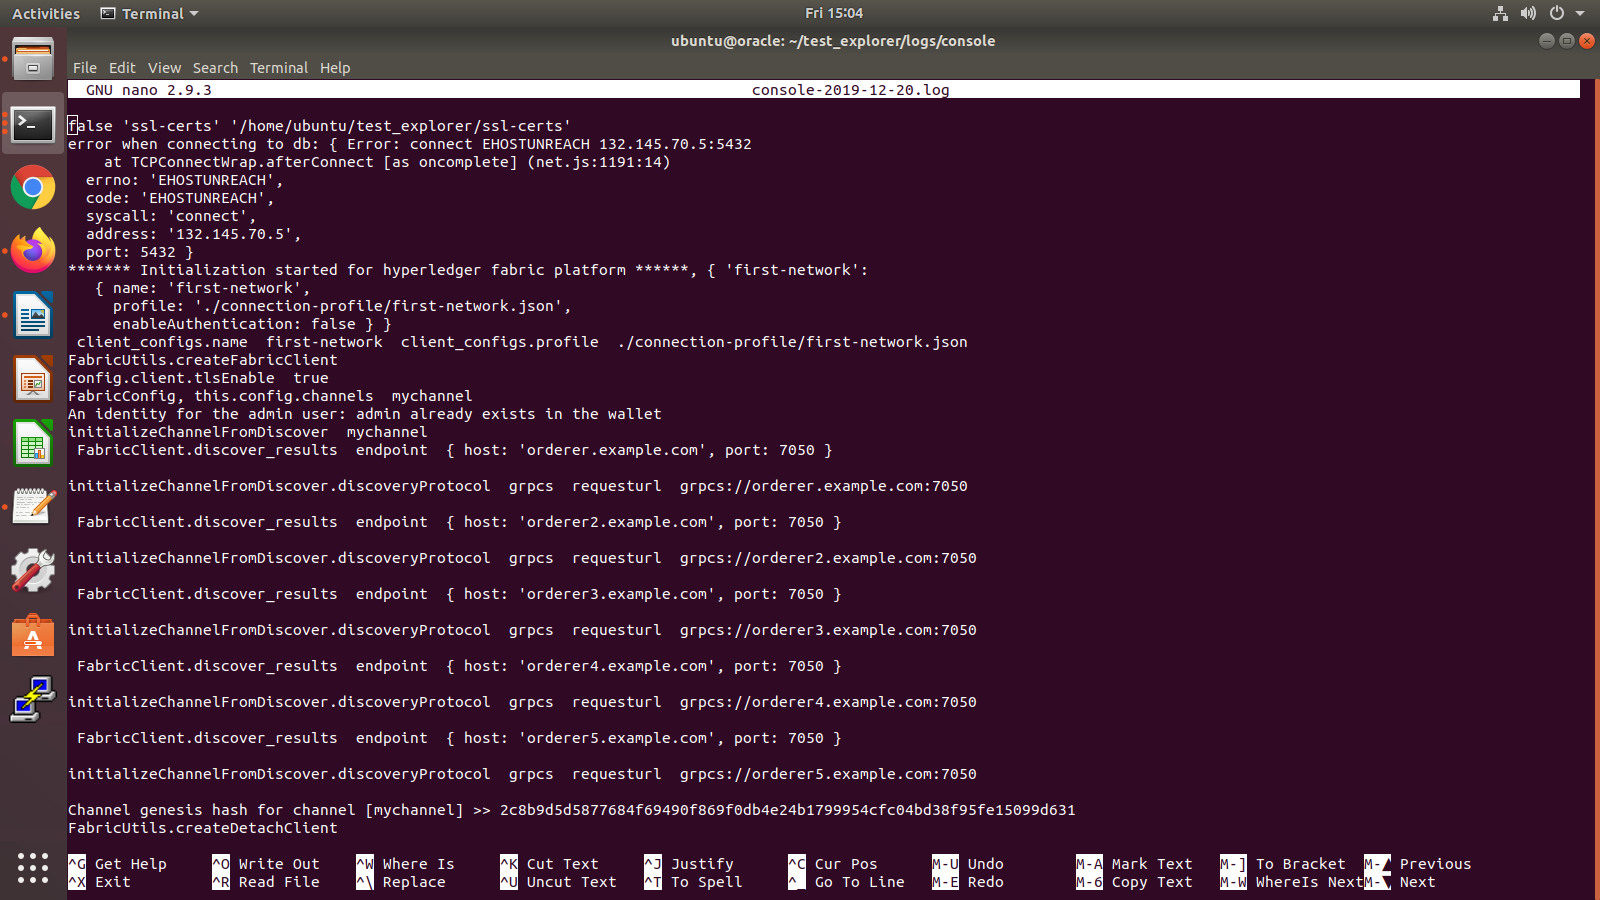 Activities Terminal Fri 15:04
ubuntu@oracle: ~/test_explorer/logs/console
File Edit View Search Terminal Help
GNU nano 2.9.3 console-2019-12-20.log
false 'ssl-certs' '/home/ubuntu/test_explorer/ssl-certs'
error when connecting to db: { Error: connect EHOSTUNREACH 132.145.70.5:5432
at TCPConnectWrap.afterConnect [as oncomplete] (net.js:1191:14)
errno: 'EHOSTUNREACH',
code: 'EHOSTUNREACH',
syscall: 'connect',
address: '132.145.70.5',
port: 5432 }
******* Initialization started for hyperledger fabric platform ******, { 'first-network':
{ name: 'first-network',
profile: './connection-profile/first-network.json',
enableAuthentication: false } }
client_configs.name first-network client_configs.profile ./connection-profile/first-network.json
FabricUtils.createFabricClient
config.client.tlsEnable true
FabricConfig, this.config.channels mychannel
An identity for the admin user: admin already exists in the wallet
initializeChannelFromDiscover mychannel
FabricClient.discover_results endpoint { host: 'orderer.example.com', port: 7050 }
initializeChannelFromDiscover.discoveryProtocol grpcs requesturl grpcs://orderer.example.com:7050
FabricClient.discover_results endpoint { host: 'orderer2.example.com', port: 7050 }
initializeChannelFromDiscover.discoveryProtocol grpcs requesturl grpcs://orderer2.example.com:7050
FabricClient.discover_results endpoint { host: 'orderer3.example.com', port: 7050 }
initializeChannelFromDiscover.discoveryProtocol grpcs requesturl grpcs://orderer3.example.com:7050
FabricClient.discover_results endpoint { host: 'orderer4.example.com', port: 7050 }
initializeChannelFromDiscover.discoveryProtocol grpcs requesturl grpcs://orderer4.example.com:7050
FabricClient.discover_results endpoint { host: 'orderer5.example.com', port: 7050 }
initializeChannelFromDiscover.discoveryProtocol grpcs requesturl grpcs://orderer5.example.com:7050
Channel genesis hash for channel [mychannel] >> 2c8b9d5d5877684f69490f869f0db4e24b1799954cfc04bd38f95fe15099d631
FabricUtils.createDetachClient
^G Get Help ^O Write Out ^W Where Is ^K Cut Text ^J Justify ^C Cur Pos M-U Undo M-A Mark Text M-] To Bracket M-▲ Previous
^X Exit ^R Read File ^\ Replace ^U Uncut Text ^T To Spell ^_ Go To Line M-E Redo M-6 Copy Text M-W WhereIs Next M-▼ Next